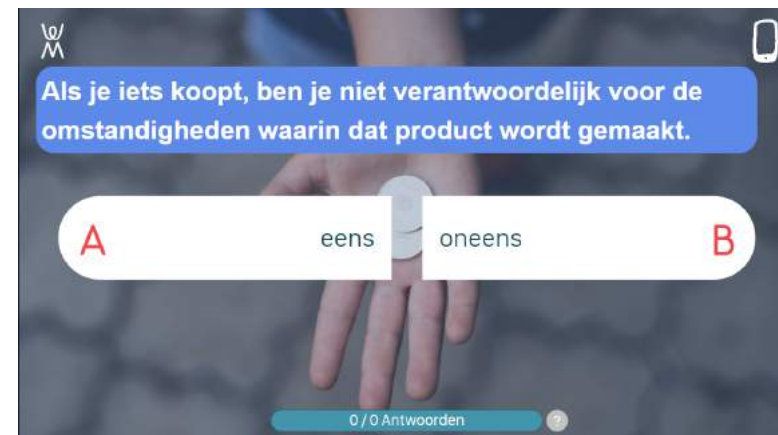 Als je iets koopt, ben je niet verantwoordelijk voor de
omstandigheden waarin dat product wordt gemaakt.
A eens oneens B
0 / 0 Antwoorden ?